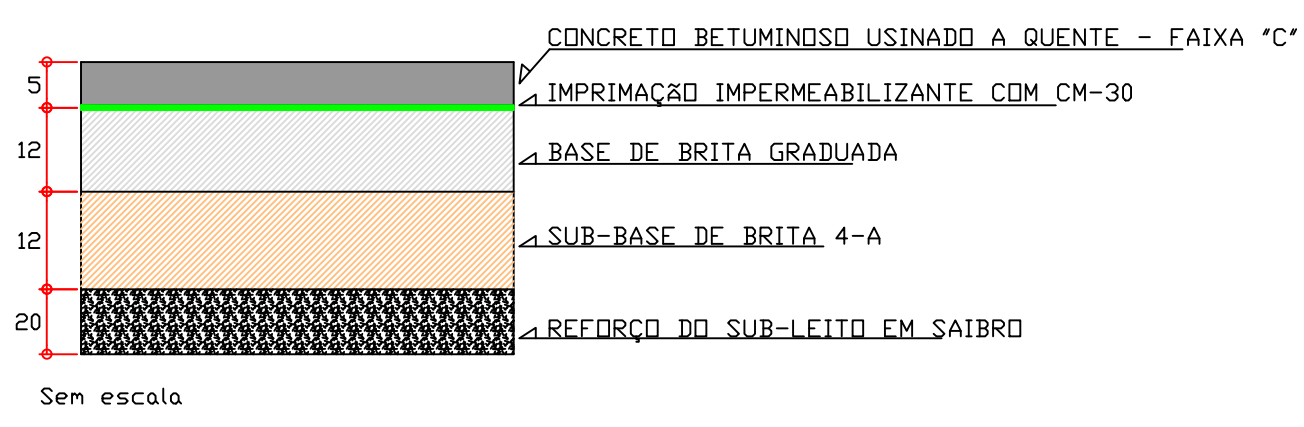 CONCRETO BETUMINOSO USINADO A QUENTE - FAIXA "C"
5
IMPRIMAÇÃO IMPERMEABILIZANTE COM CM-30
12
BASE DE BRITA GRADUADA
12
SUB-BASE DE BRITA 4-A
20
REFORÇO DO SUB-LEITO EM SAIBRO
Sem escala